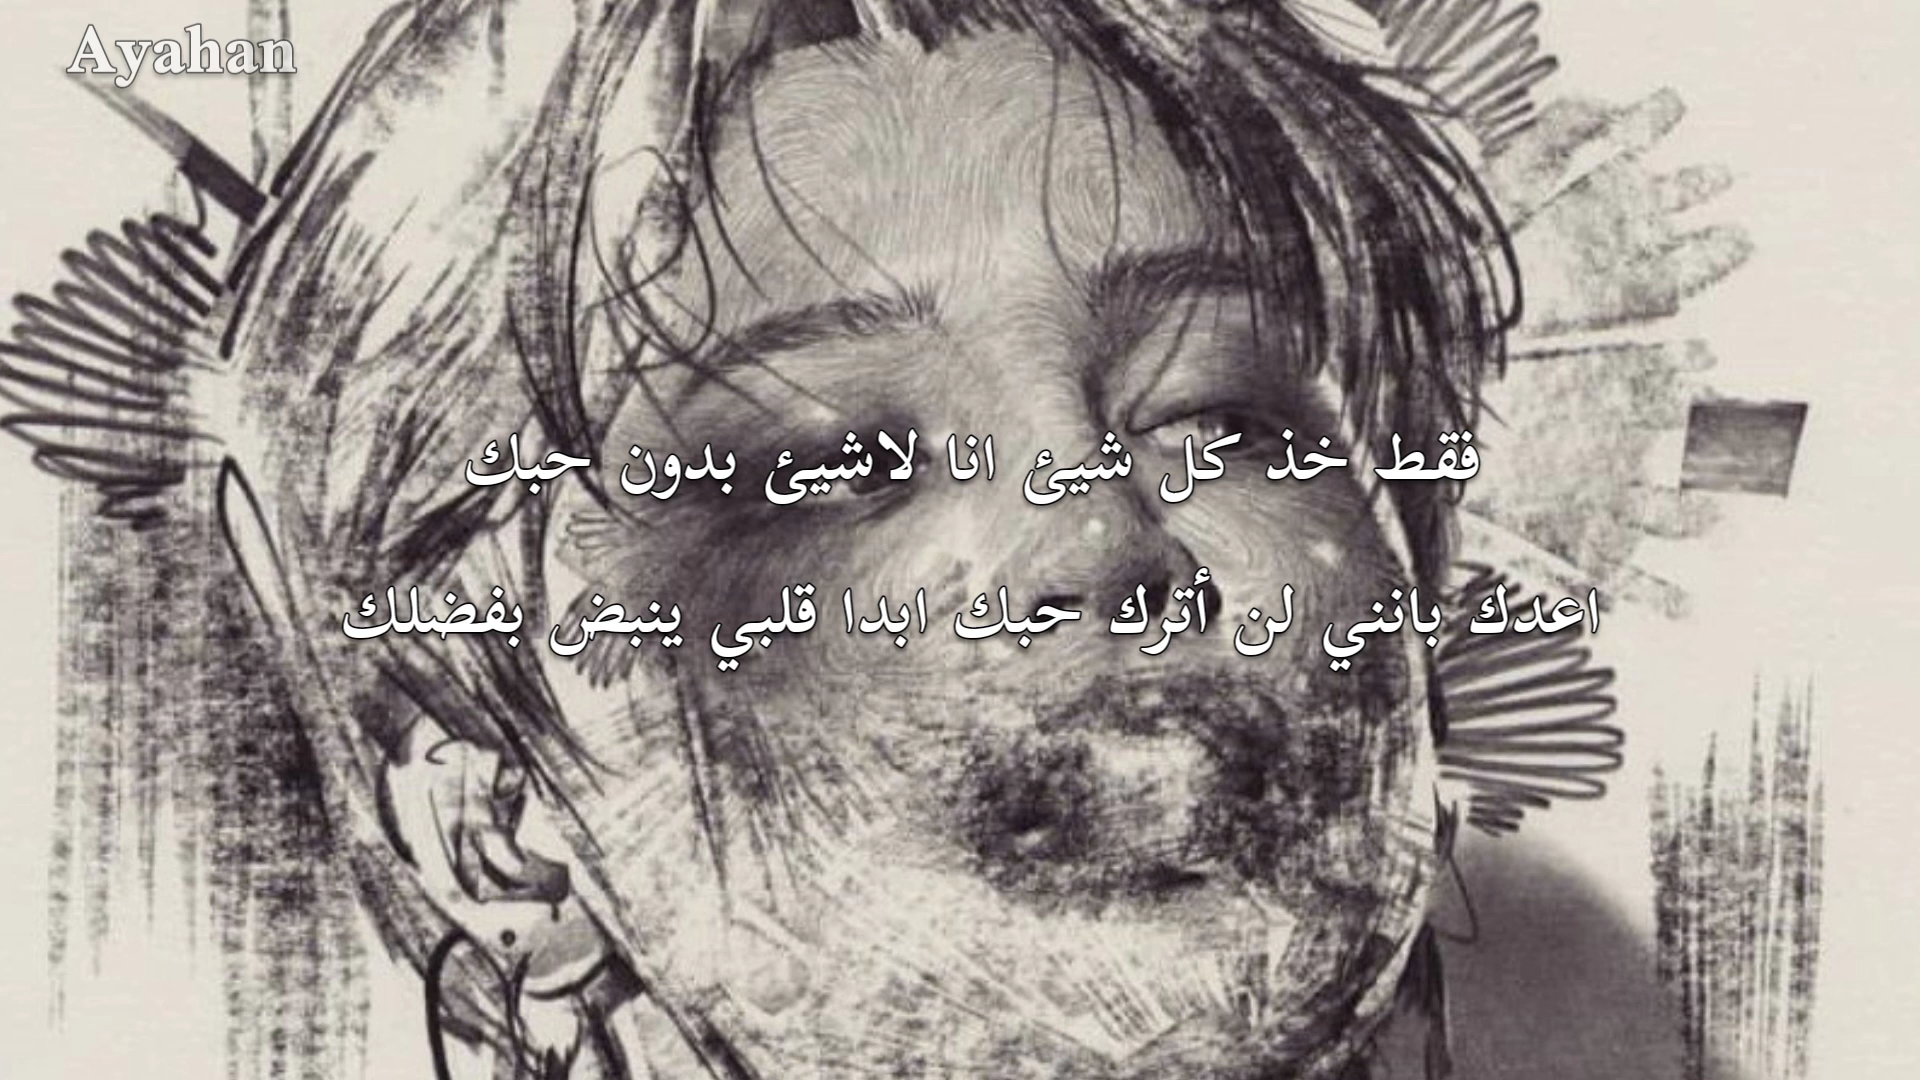 Ayahan
فقط خذ كل شيئ انا لاشيئ بدون حبك
اعدك بانني لن أترك حبك ابدا قلبي ينبض بفضلك